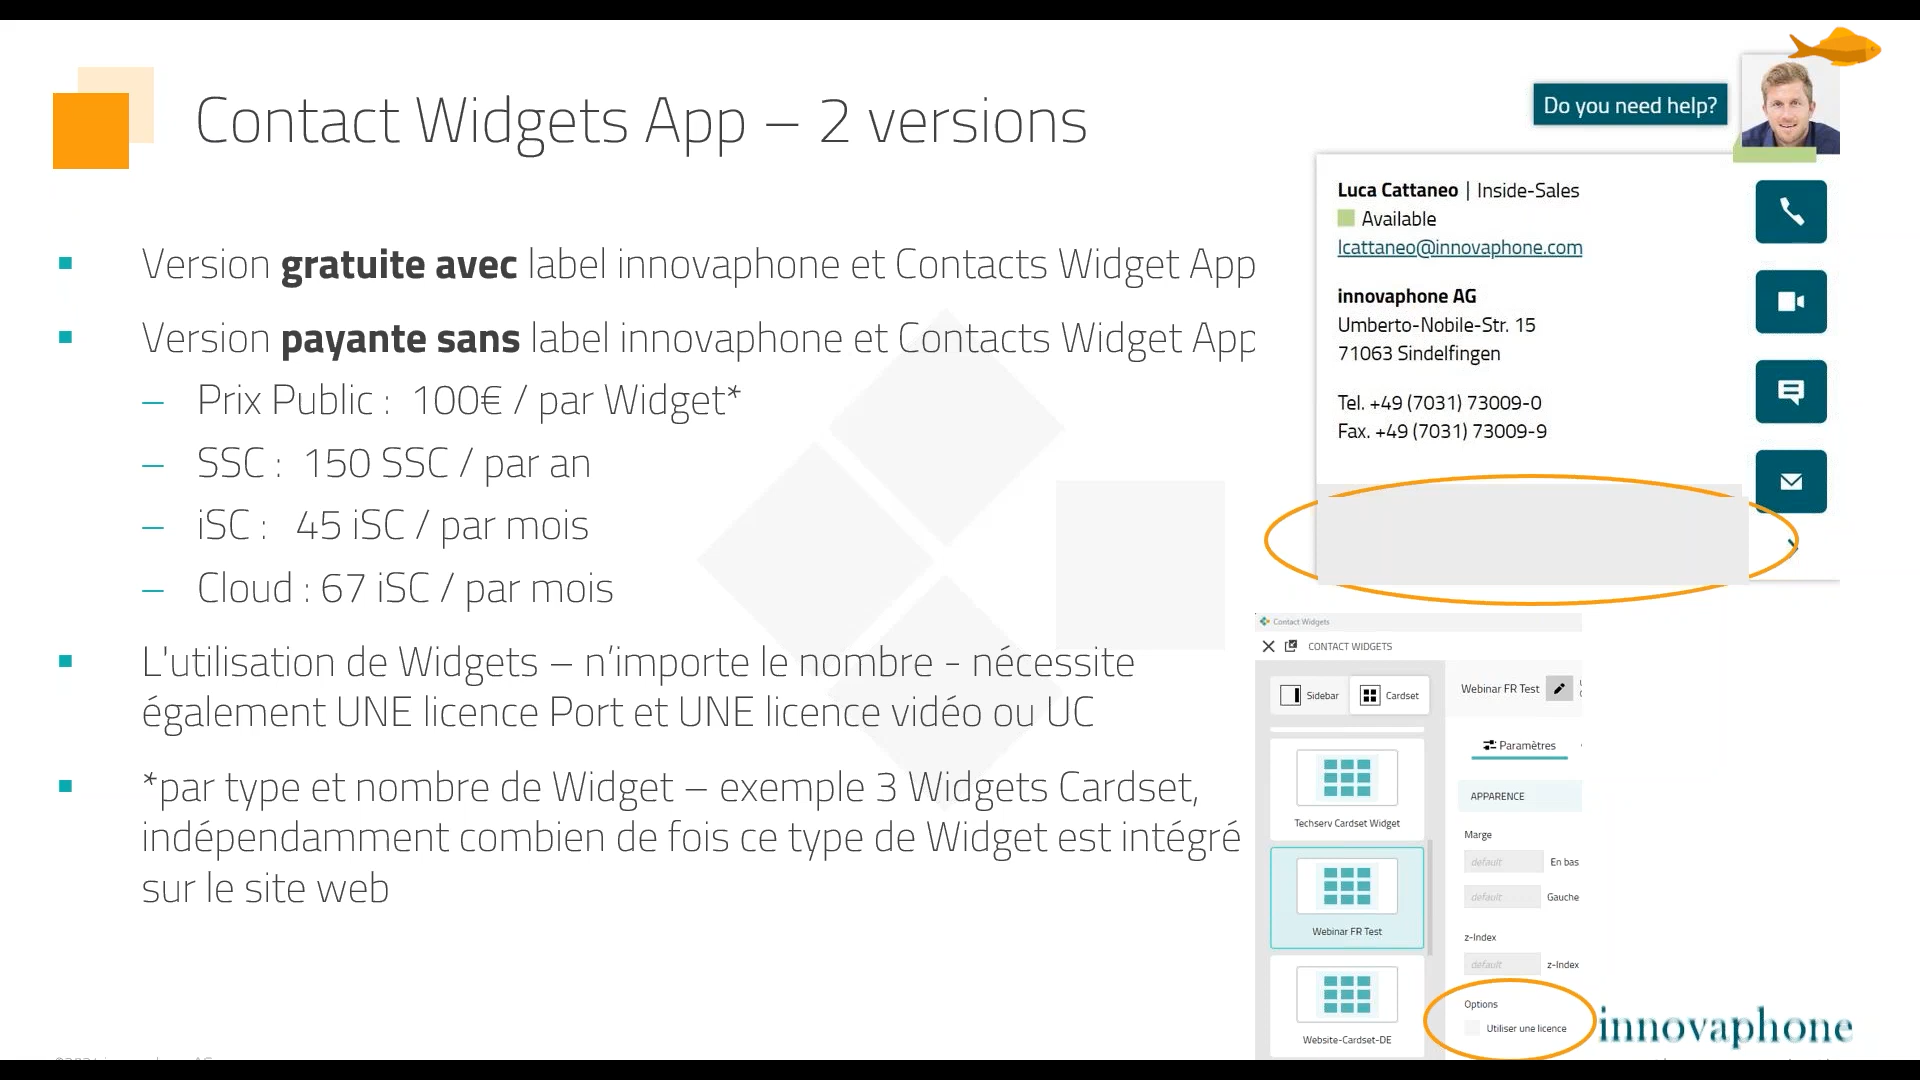 Contact Widgets App – 2 versions
Do you need help?
▪ Version gratuite avec label innovaphone et Contacts Widget App
▪ Version payante sans label innovaphone et Contacts Widget App
– Prix Public : 100€ / par Widget*
– SSC : 150 SSC / par an
– iSC : 45 iSC / par mois
– Cloud : 67 iSC / par mois
▪ L'utilisation de Widgets – n’importe le nombre - nécessite
également UNE licence Port et UNE licence vidéo ou UC
▪ *par type et nombre de Widget – exemple 3 Widgets Cardset,
indépendamment combien de fois ce type de Widget est intégré
sur le site web
Luca Cattaneo | Inside-Sales
Available
lcattaneo@innovaphone.com
innovaphone AG
Umberto-Nobile-Str. 15
71063 Sindelfingen
Tel. +49 (7031) 73009-0
Fax. +49 (7031) 73009-9
Contact Widgets
CONTACT WIDGETS
Sidebar
Cardset
Techserv Cardset Widget
Webinar FR Test
Website-Cardset-DE
Webinar FR Test
Paramètres
APPARENCE
Marge
default En bas
default Gauche
z-Index
default z-Index
Options
Utiliser une licence
innovaphone